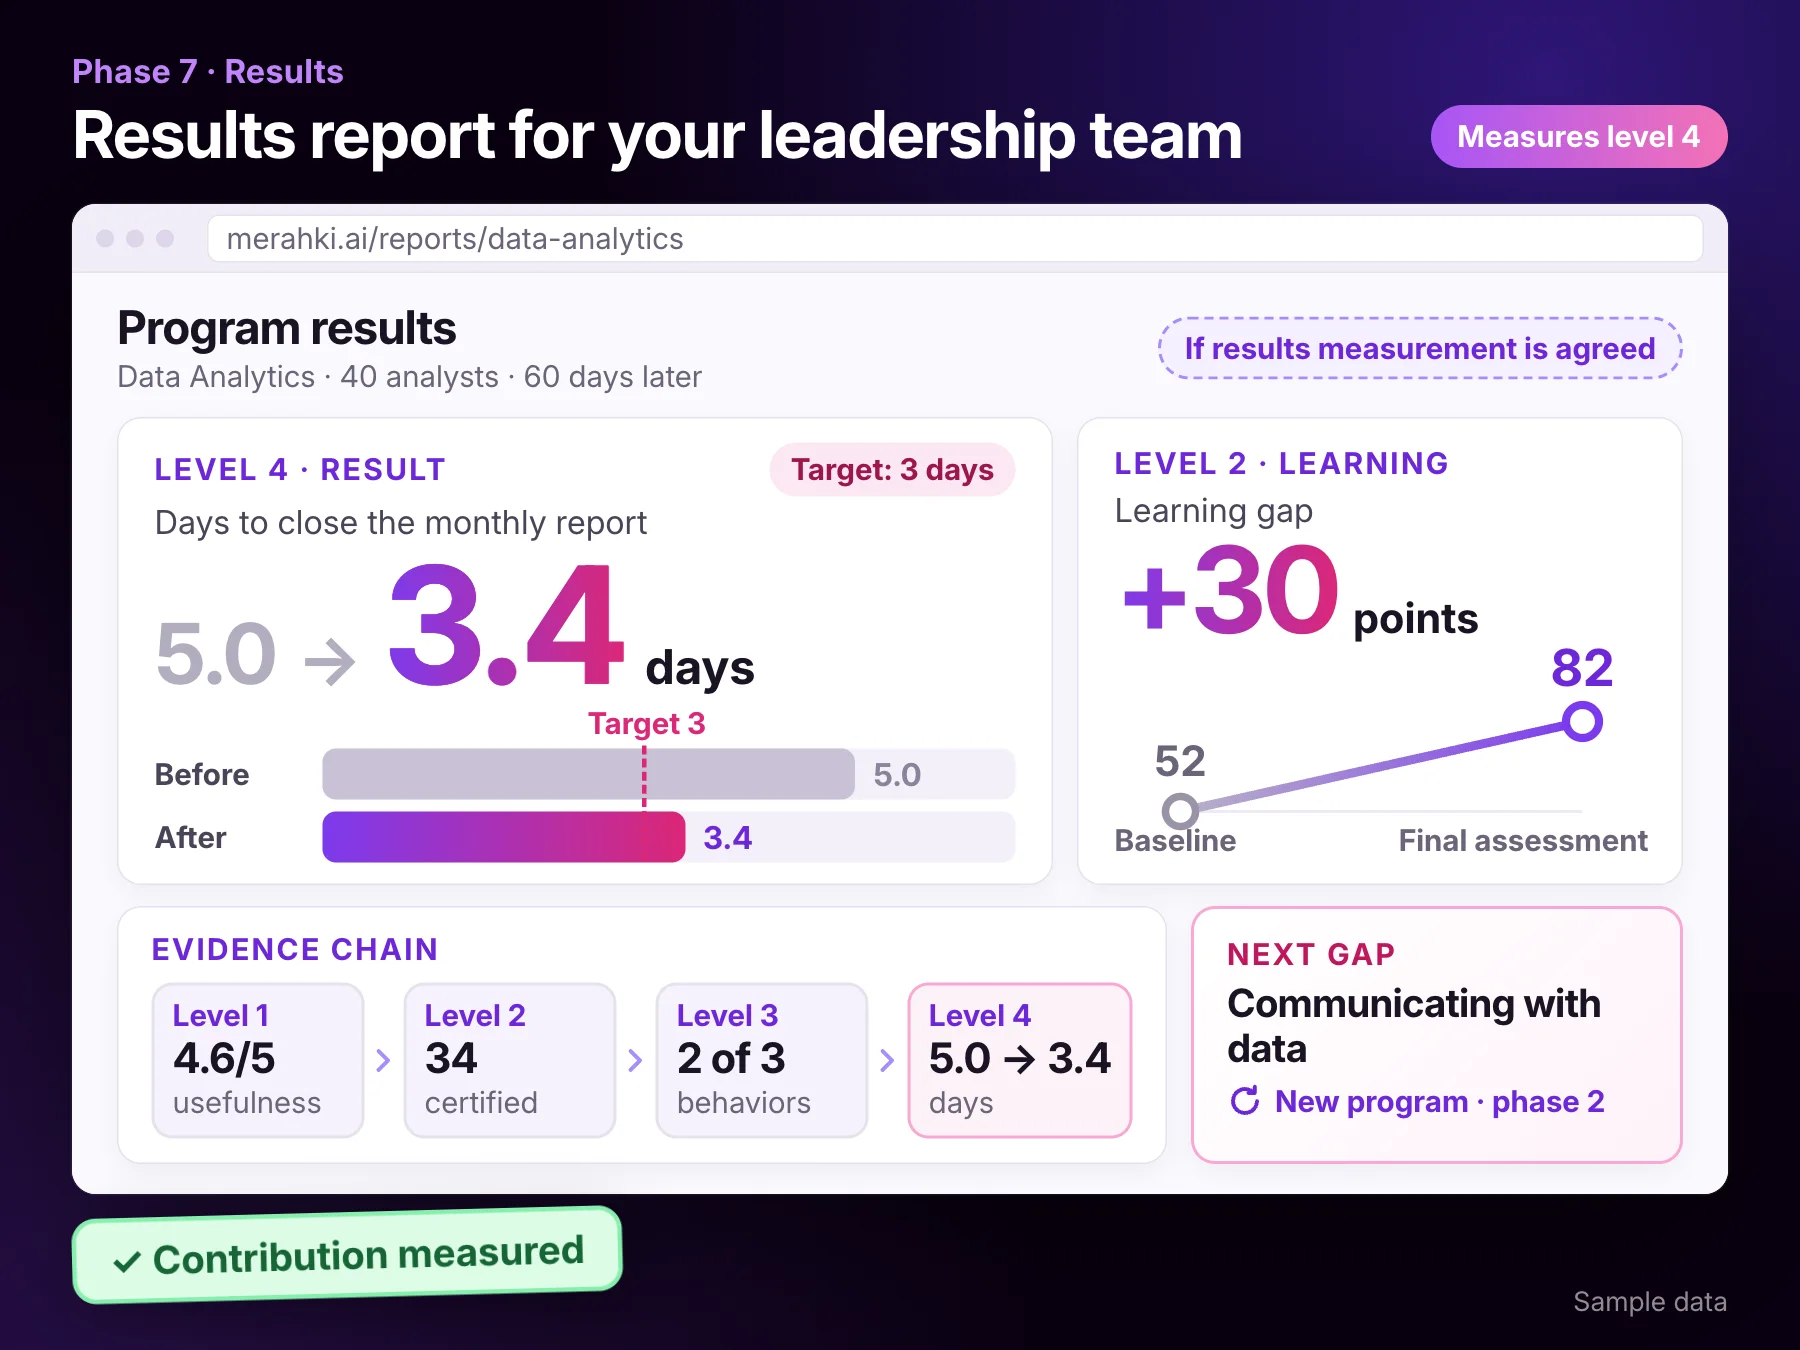 Phase 7 · Results
Results report for your leadership team
Measures level 4
merahki.ai/reports/data-analytics
Program results
Data Analytics · 40 analysts · 60 days later
If results measurement is agreed
LEVEL 4 · RESULT
Target: 3 days
Days to close the monthly report
5.0 → 3.4 days
Target 3
Before
5.0
After
3.4
LEVEL 2 · LEARNING
Learning gap
+30 points
82
52
Baseline
Final assessment
EVIDENCE CHAIN
Level 1
4.6/5
usefulness
Level 2
34
certified
Level 3
2 of 3
behaviors
Level 4
5.0 → 3.4
days
NEXT GAP
Communicating with
data
New program · phase 2
✓ Contribution measured
Sample data